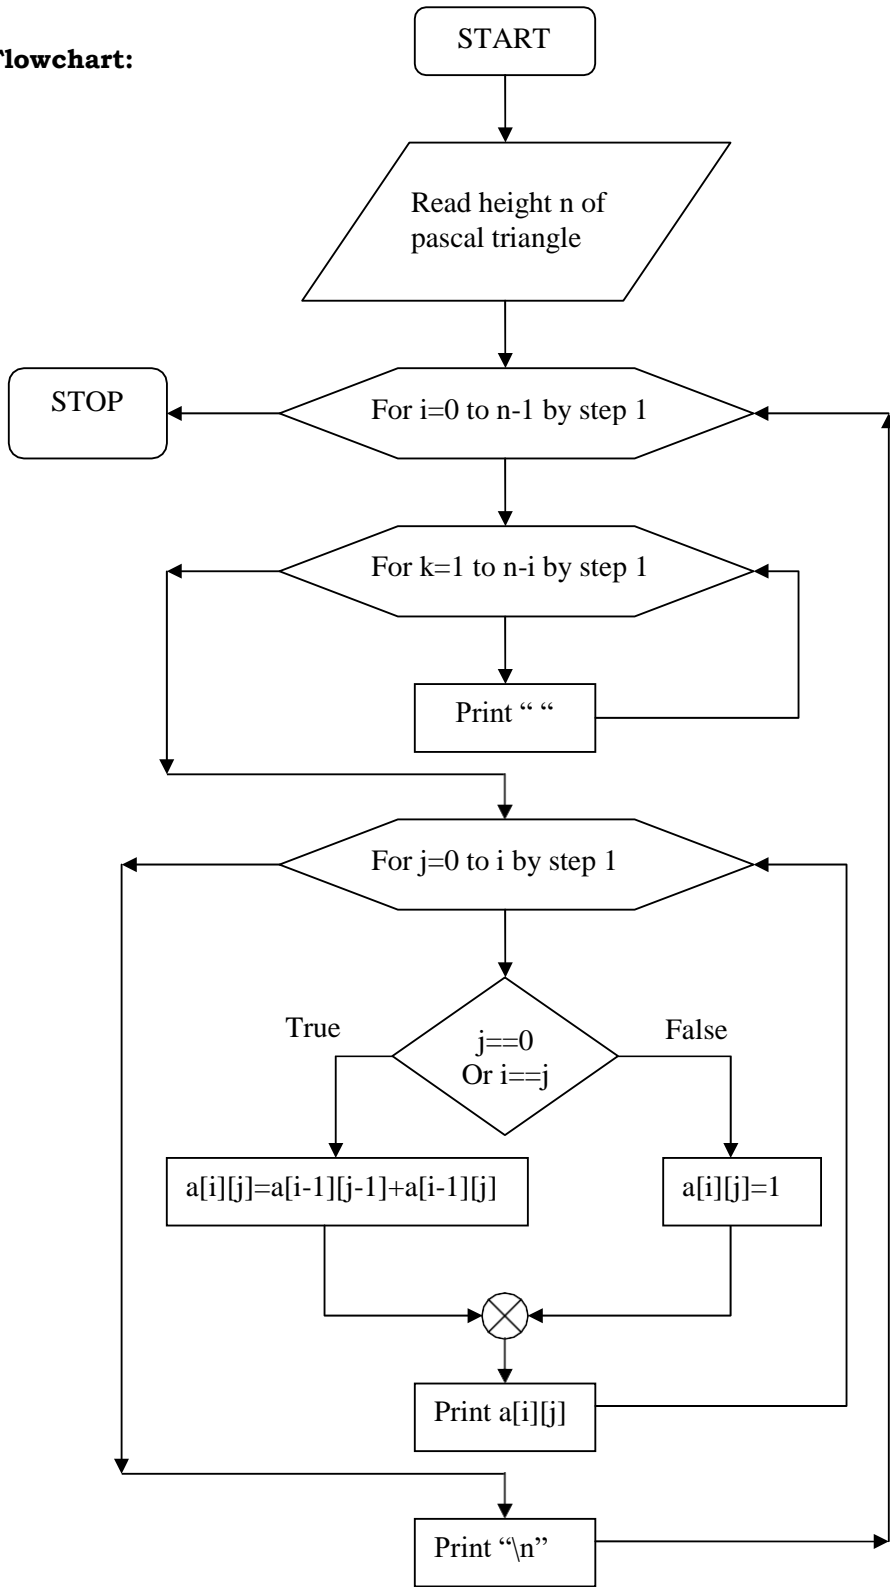 START
Flowchart:
Read height n of
pascal triangle
STOP
For i=0 to n-1 by step 1
For k=1 to n-i by step 1
Print “ “
For j=0 to i by step 1
True
False
j==0
Or i==j
a[i][j]=a[i-1][j-1]+a[i-1][j]
a[i][j]=1
Print a[i][j]
Print “\n”